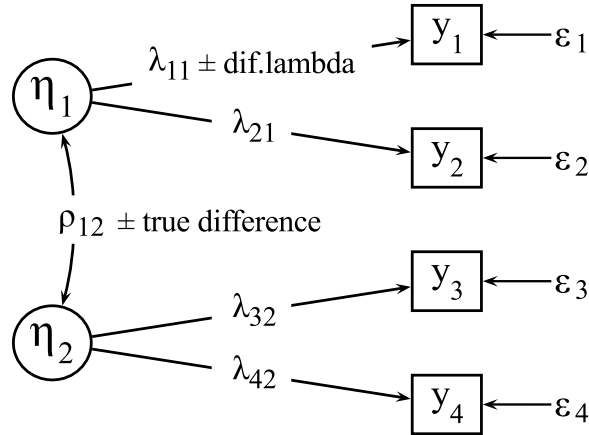 y₁
ε₁
λ₁₁ ± dif.lambda
η₁
λ₂₁
y₂
ε₂
ρ₁₂ ± true difference
y₃
ε₃
λ₃₂
η₂
λ₄₂
y₄
ε₄